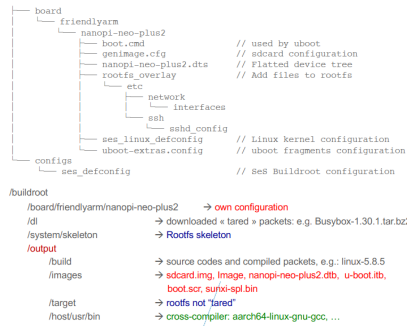 ├── board
│   └── friendlyarm
│       └── nanopi-neo-plus2
│           ├── boot.cmd // used by uboot
│           ├── genimage.cfg // sdcard configuration
│           ├── nanopi-neo-plus2.dts // Flatted device tree
│           ├── rootfs_overlay // Add files to rootfs
│           │   └── etc
│           │       ├── network
│           │       │   └── interfaces
│           │       └── ssh
│           │           └── sshd_config
│           ├── ses_linux_defconfig // Linux kernel configuration
│           └── uboot-extras.config // uboot fragments configuration
└── configs
    └── ses_defconfig // SeS Buildroot configuration
/buildroot
/board/friendlyarm/nanopi-neo-plus2 → own configuration
/dl → downloaded « tared » packets: e.g. Busybox-1.30.1.tar.bz2
/system/skeleton → Rootfs skeleton
/output
/build → source codes and compiled packets, e.g.: linux-5.8.5
/images → sdcard.img, Image, nanopi-neo-plus2.dtb, u-boot.itb,
boot.scr, sunxi-spl.bin
/target → rootfs not "tared"
/host/usr/bin → cross-compiler: aarch64-linux-gnu-gcc, …